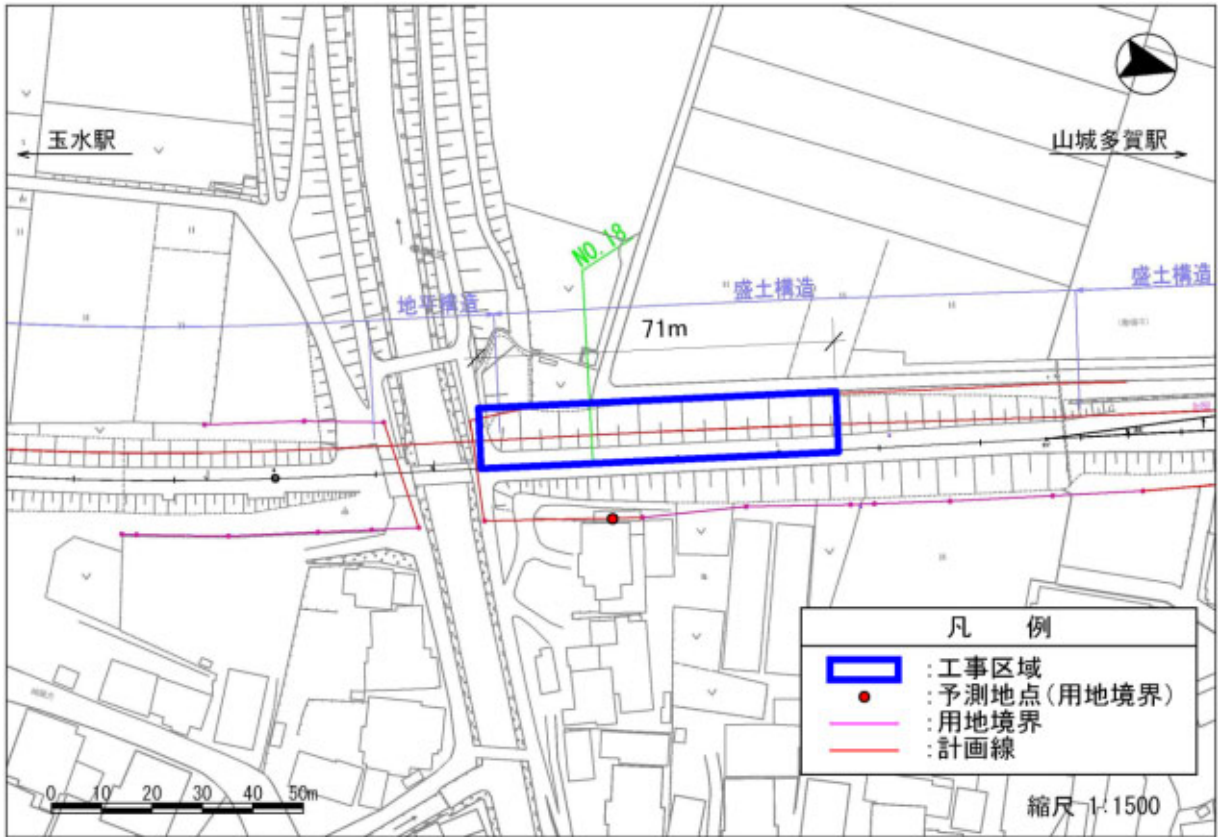 玉水駅
山城多賀駅
NO.18
地平構造
盛土構造
盛土構造
71m
凡 例
:工事区域
:予測地点(用地境界)
:用地境界
:計画線
0 10 20 30 40 50m
縮尺 1:1500